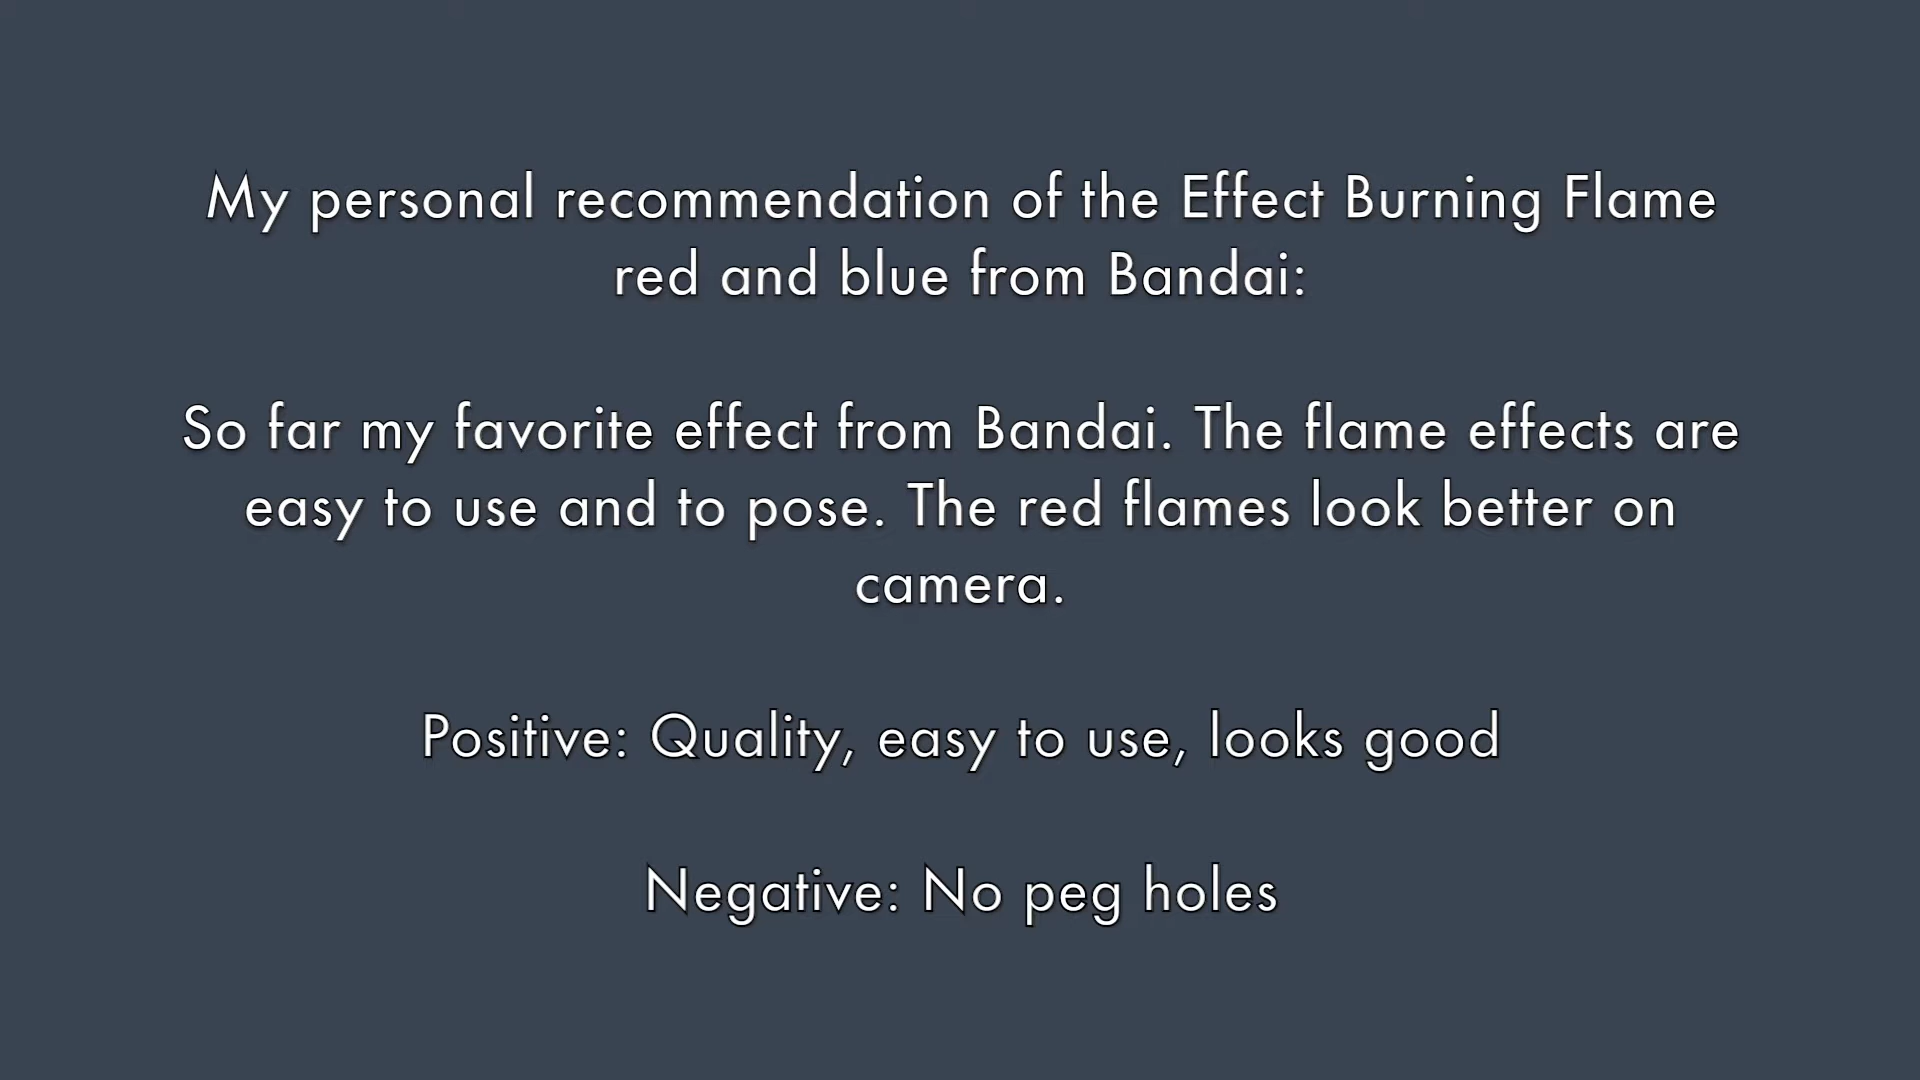 My personal recommendation of the Effect Burning Flame
red and blue from Bandai:
So far my favorite effect from Bandai. The flame effects are
easy to use and to pose. The red flames look better on
camera.
Positive: Quality, easy to use, looks good
Negative: No peg holes